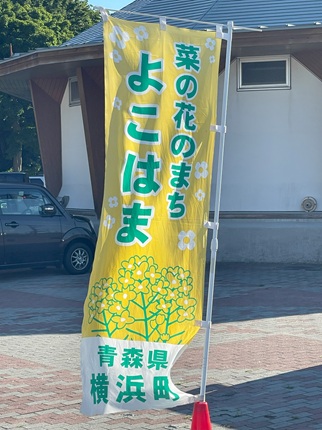 菜の花のまち
よこはま
青森県
横浜町